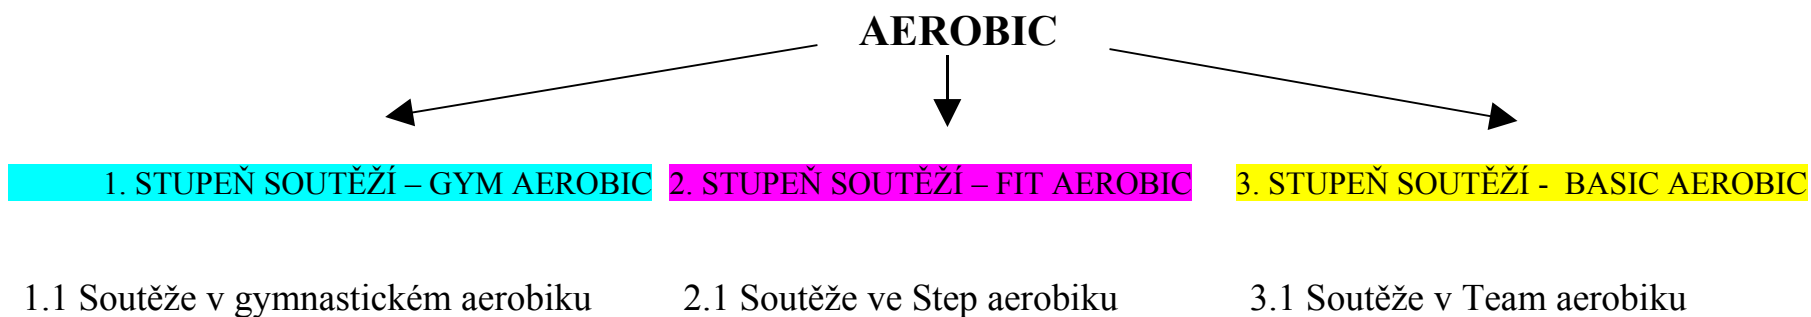 AEROBIC
1. STUPEŇ SOUTĚŽÍ – GYM AEROBIC
2. STUPEŇ SOUTĚŽÍ – FIT AEROBIC
3. STUPEŇ SOUTĚŽÍ - BASIC AEROBIC
1.1 Soutěže v gymnastickém aerobiku
2.1 Soutěže ve Step aerobiku
3.1 Soutěže v Team aerobiku